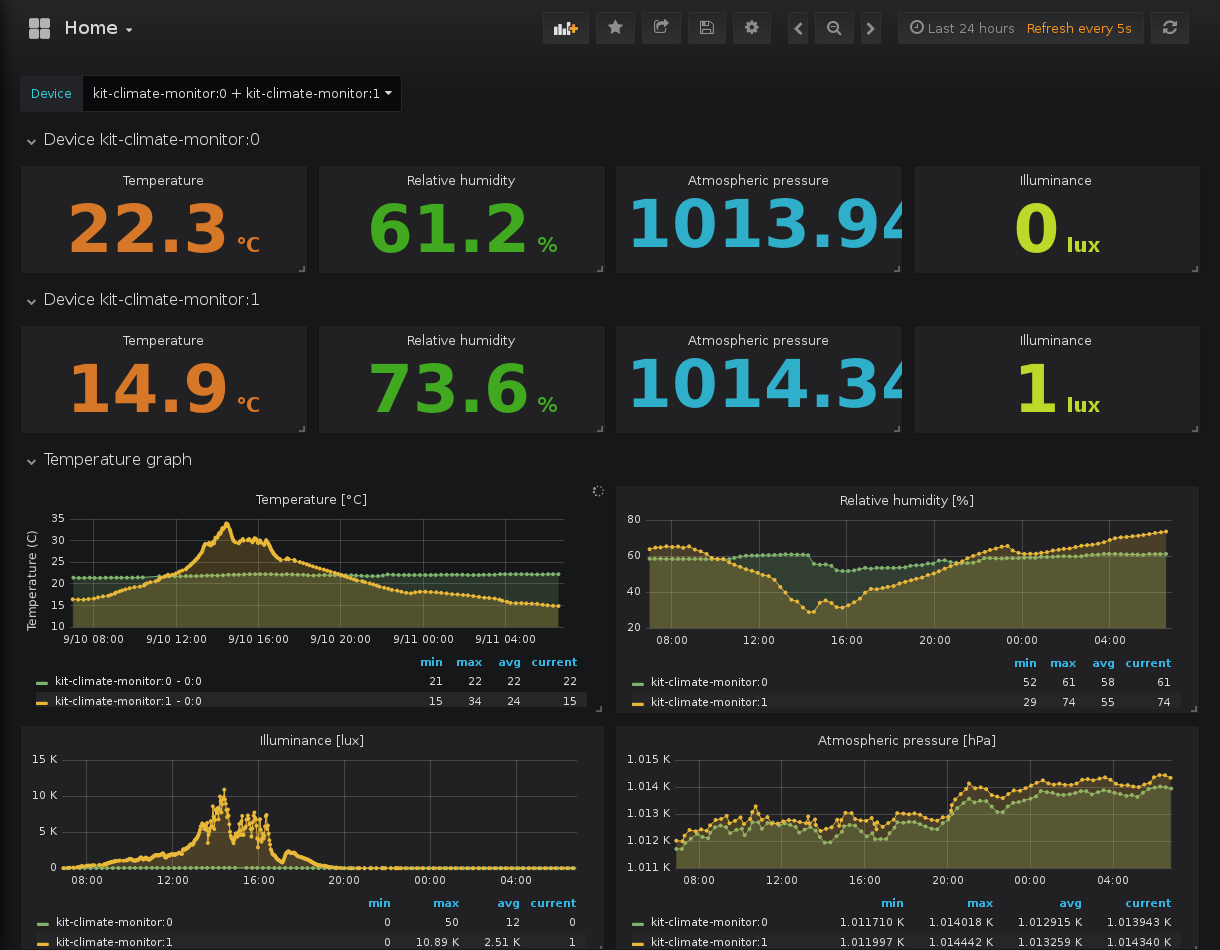 Home
Last 24 hours Refresh every 5s
Device kit-climate-monitor:0 + kit-climate-monitor:1
Device kit-climate-monitor:0
Temperature Relative humidity Atmospheric pressure Illuminance
22.3 °C 61.2 % 1013.94 0 lux
Device kit-climate-monitor:1
Temperature Relative humidity Atmospheric pressure Illuminance
14.9 °C 73.6 % 1014.34 1 lux
Temperature graph
Temperature [°C]
Temperature (C)
35
30
25
20
15
10
9/10 08:00 9/10 12:00 9/10 16:00 9/10 20:00 9/11 00:00 9/11 04:00
min max avg current
kit-climate-monitor:0 - 0:0 21 22 22 22
kit-climate-monitor:1 - 0:0 15 34 24 15
Relative humidity [%]
80
60
40
20
08:00 12:00 16:00 20:00 00:00 04:00
min max avg current
kit-climate-monitor:0 52 61 58 61
kit-climate-monitor:1 29 74 55 74
Illuminance [lux]
15 K
10 K
5 K
0
08:00 12:00 16:00 20:00 00:00 04:00
min max avg current
kit-climate-monitor:0 0 50 12 0
kit-climate-monitor:1 0 10.89 K 2.51 K 1
Atmospheric pressure [hPa]
1.015 K
1.014 K
1.013 K
1.012 K
1.011 K
08:00 12:00 16:00 20:00 00:00 04:00
min max avg current
kit-climate-monitor:0 1.011710 K 1.014018 K 1.012915 K 1.013943 K
kit-climate-monitor:1 1.011997 K 1.014442 K 1.013259 K 1.014340 K